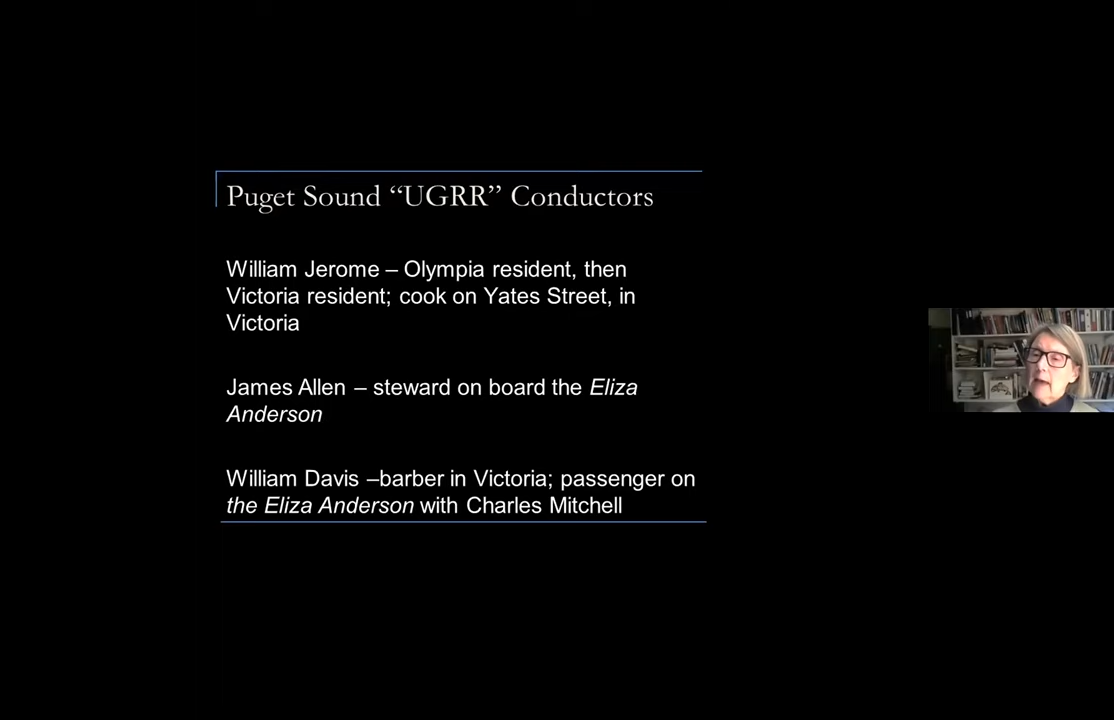 Puget Sound “UGRR” Conductors
William Jerome – Olympia resident, then
Victoria resident; cook on Yates Street, in
Victoria
James Allen – steward on board the Eliza
Anderson
William Davis –barber in Victoria; passenger on
the Eliza Anderson with Charles Mitchell